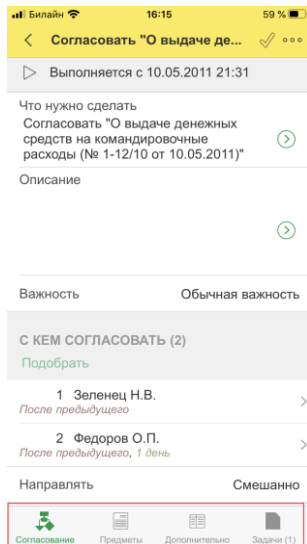 Билайн 16:15 59 %
Согласовать "О выдаче де...
Выполняется с 10.05.2011 21:31
Что нужно сделать
Согласовать "О выдаче денежных
средств на командировочные
расходы (№ 1-12/10 от 10.05.2011)"
Описание
Важность Обычная важность
С КЕМ СОГЛАСОВАТЬ (2)
Подобрать
1 Зеленец Н.В.
После предыдущего
2 Федоров О.П.
После предыдущего, 1 день
Направлять Смешанно
Согласование Предметы Дополнительно Задачи (1)